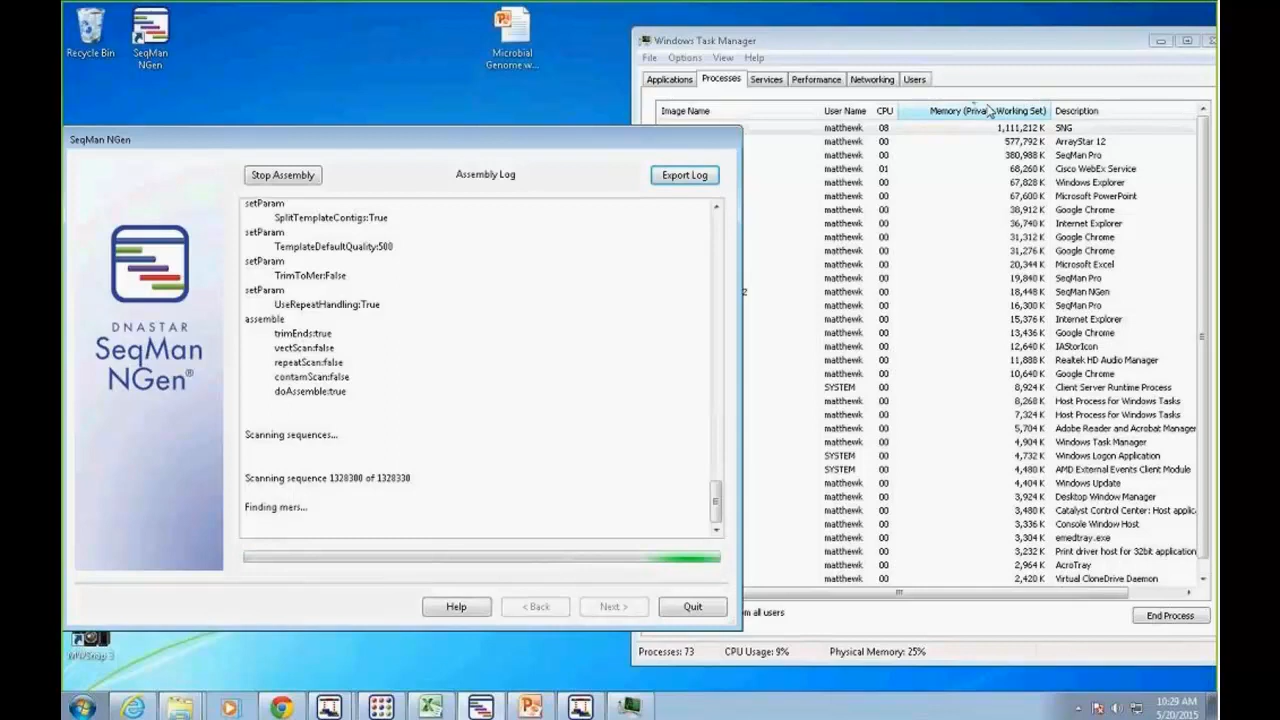 Recycle Bin
SeqMan
NGen
Microbial
Genome w...
Windows Task Manager
File Options View Help
Applications Processes Services Performance Networking Users
Image Name User Name CPU Memory (Private Working Set) Description
matthewk 08 1,111,212 K SNG
matthewk 00 577,792 K ArrayStar 12
matthewk 00 380,988 K SeqMan Pro
matthewk 01 68,260 K Cisco WebEx Service
matthewk 00 67,828 K Windows Explorer
matthewk 00 67,600 K Microsoft PowerPoint
matthewk 00 38,912 K Google Chrome
matthewk 00 36,740 K Internet Explorer
matthewk 00 31,312 K Google Chrome
matthewk 00 31,276 K Google Chrome
matthewk 00 20,344 K Microsoft Excel
matthewk 00 19,840 K SeqMan Pro
2 matthewk 00 18,448 K SeqMan NGen
matthewk 00 16,300 K SeqMan Pro
matthewk 00 15,376 K Internet Explorer
matthewk 00 13,436 K Google Chrome
matthewk 00 12,640 K IAStorIcon
matthewk 00 11,888 K Realtek HD Audio Manager
matthewk 00 10,640 K Google Chrome
SYSTEM 00 8,924 K Client Server Runtime Process
matthewk 00 8,268 K Host Process for Windows Tasks
matthewk 00 7,324 K Host Process for Windows Tasks
matthewk 00 5,704 K Adobe Reader and Acrobat Manager
matthewk 00 4,904 K Windows Task Manager
SYSTEM 00 4,732 K Windows Logon Application
SYSTEM 00 4,480 K AMD External Events Client Module
matthewk 00 4,404 K Windows Update
matthewk 00 3,924 K Desktop Window Manager
matthewk 00 3,480 K Catalyst Control Center: Host applic
matthewk 00 3,336 K Console Window Host
matthewk 00 3,304 K emedtray.exe
matthewk 00 3,232 K Print driver host for 32bit application
matthewk 00 2,964 K AcroTray
matthewk 00 2,420 K Virtual CloneDrive Daemon
all users
End Process
Processes: 73 CPU Usage: 9% Physical Memory: 25%
SeqMan NGen
Stop Assembly Assembly Log Export Log
setParam
SplitTemplateContigs:True
setParam
TemplateDefaultQuality:500
setParam
TrimToMer:False
setParam
UseRepeatHandling:True
assemble
trimEnds:true
vectScan:false
repeatScan:false
contamScan:false
doAssemble:true
Scanning sequences...
Scanning sequence 1328300 of 1328330
Finding mers...
DNASTAR
SeqMan
NGen®
Help < Back Next > Quit
MWSnap 3
10:29 AM
5/20/2015